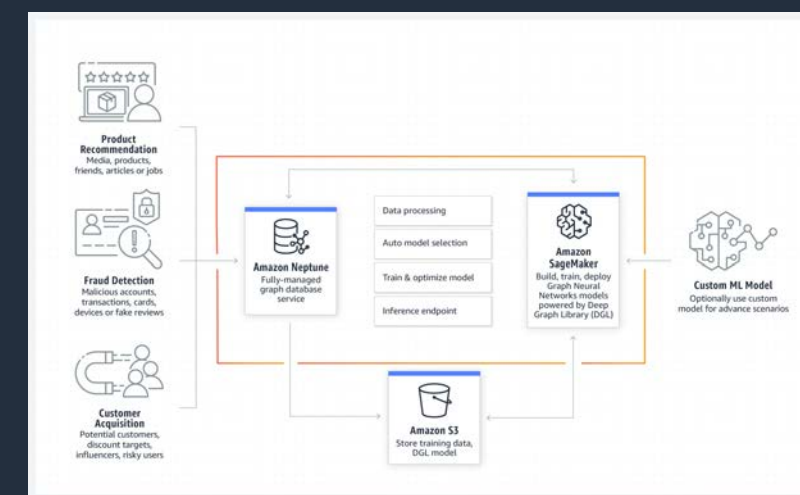 Product
Recommendation
Media, products,
friends, articles or jobs
Fraud Detection
Malicious accounts,
transactions, cards,
devices or fake reviews
Customer
Acquisition
Potential customers,
discount targets,
influencers, risky users
Amazon Neptune
Fully-managed
graph database
service
Data processing
Auto model selection
Train & optimize model
Inference endpoint
Amazon
SageMaker
Build, train, deploy
Graph Neural
Networks models
powered by Deep
Graph Library (DGL)
Amazon S3
Store training data,
DGL model
Custom ML Model
Optionally use custom
model for advance scenarios